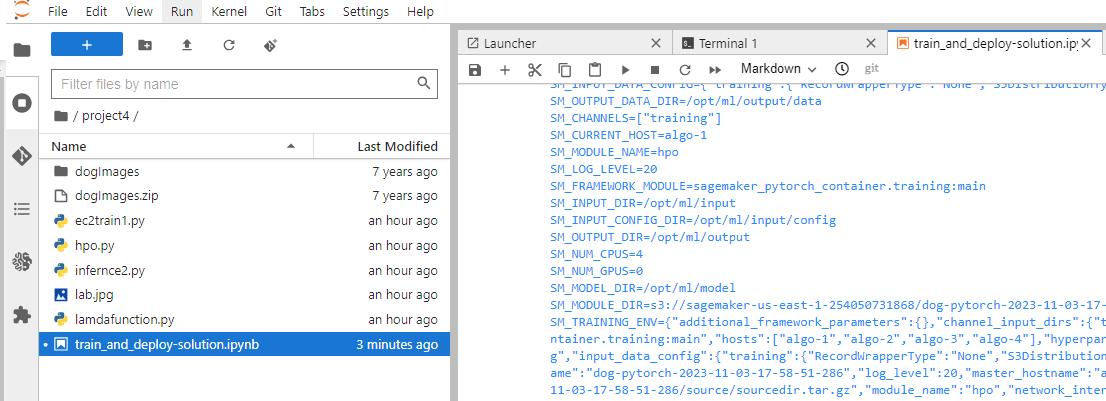 File Edit View Run Kernel Git Tabs Settings Help
Filter files by name
/ project4 /
Name Last Modified
dogImages 7 years ago
dogImages.zip 7 years ago
ec2train1.py an hour ago
hpo.py an hour ago
infernce2.py an hour ago
lab.jpg an hour ago
lamdafunction.py an hour ago
train_and_deploy-solution.ipynb 3 minutes ago
Launcher Terminal 1 train_and_deploy-solution.ipy
Markdown git
SM_INPUT_DATA_CONFIG={"training":{"RecordWrapperType":"None","S3DistributionTy
SM_OUTPUT_DATA_DIR=/opt/ml/output/data
SM_CHANNELS=["training"]
SM_CURRENT_HOST=algo-1
SM_MODULE_NAME=hpo
SM_LOG_LEVEL=20
SM_FRAMEWORK_MODULE=sagemaker_pytorch_container.training:main
SM_INPUT_DIR=/opt/ml/input
SM_INPUT_CONFIG_DIR=/opt/ml/input/config
SM_OUTPUT_DIR=/opt/ml/output
SM_NUM_CPUS=4
SM_NUM_GPUS=0
SM_MODEL_DIR=/opt/ml/model
SM_MODULE_DIR=s3://sagemaker-us-east-1-254050731868/dog-pytorch-2023-11-03-17-
SM_TRAINING_ENV={"additional_framework_parameters":{},"channel_input_dirs":{"t
ntainer.training:main","hosts":["algo-1","algo-2","algo-3","algo-4"],"hyperpar
g","input_data_config":{"training":{"RecordWrapperType":"None","S3Distribution
ame":"dog-pytorch-2023-11-03-17-58-51-286","log_level":20,"master_hostname":"a
11-03-17-58-51-286/source/sourcedir.tar.gz","module_name":"hpo","network_inter